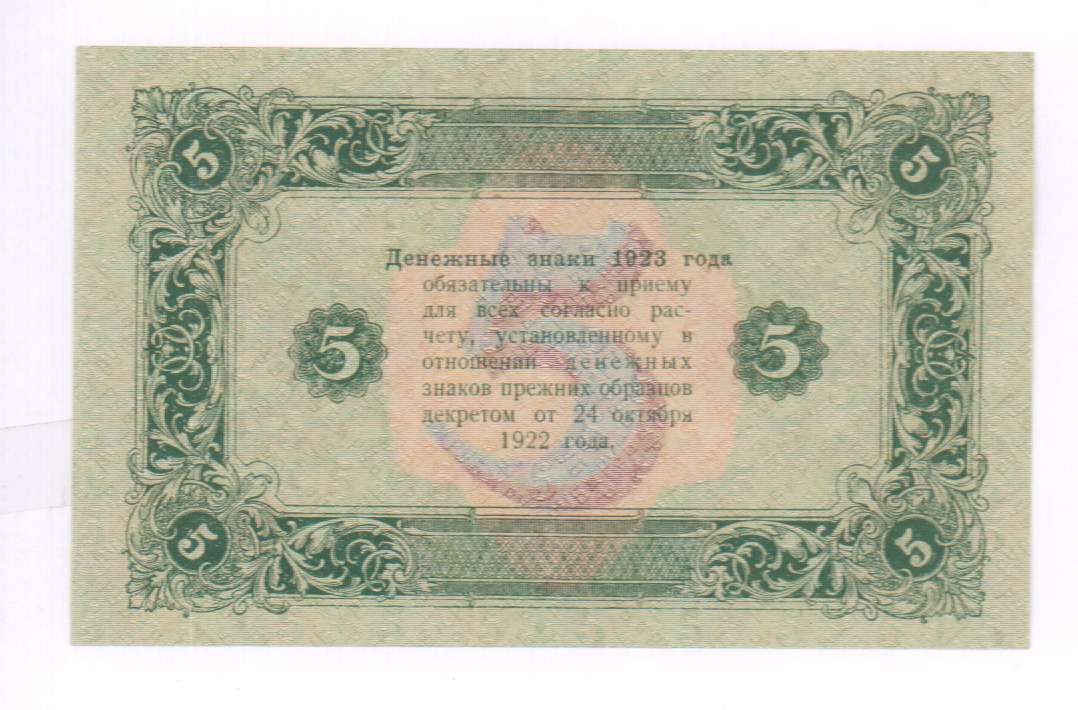 5 5
Денежные знаки 1923 года
обязательны к приему
для всех согласно рас-
чету, установленному в
5 5
отношении денежных
знаков прежних образцов
декретом от 24 октября
1922 года.
5
5 5